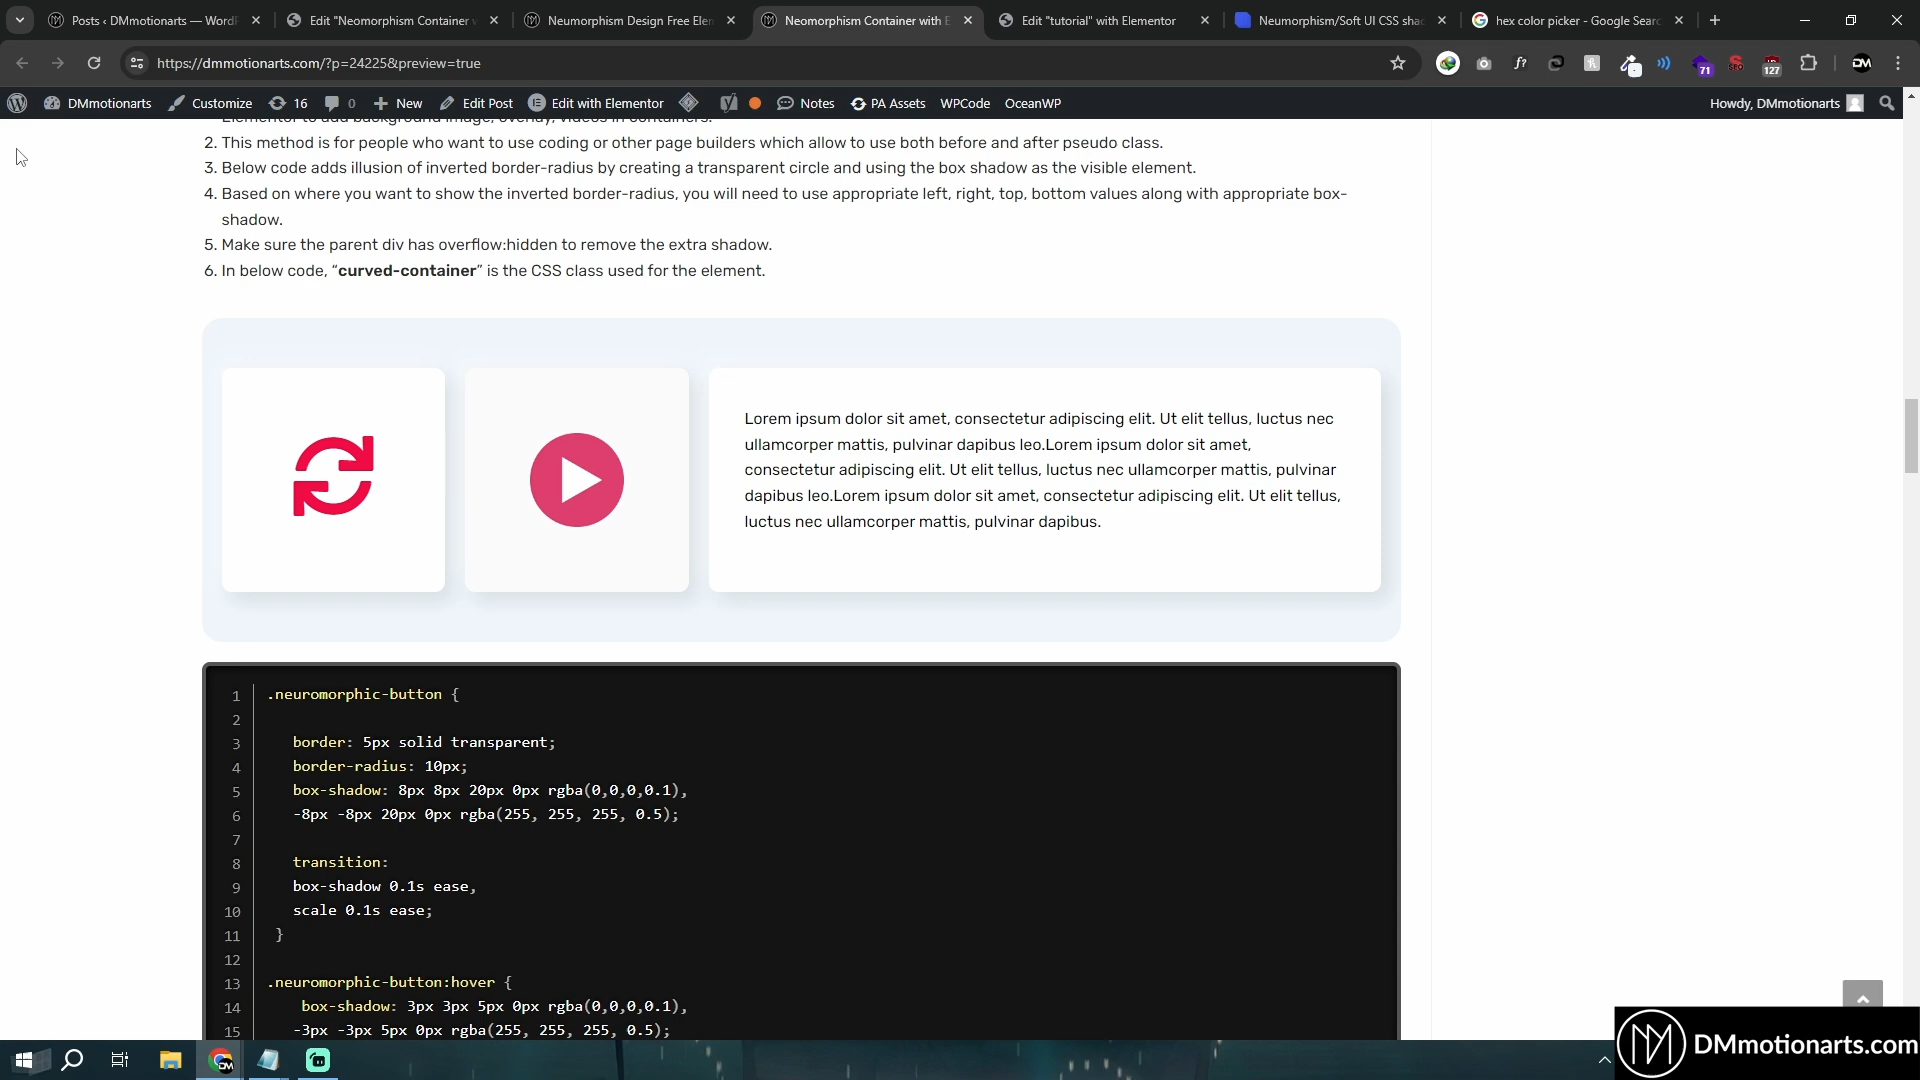 Posts ‹ DMmotionarts — WordP
Edit "Neomorphism Container w
Neumorphism Design Free Elem
Neomorphism Container with E
Edit "tutorial" with Elementor
Neumorphism/Soft UI CSS shad
hex color picker - Google Searc
https://dmmotionarts.com/?p=24225&preview=true
71
127
DMmotionarts
Customize
16
0
New
Edit Post
Edit with Elementor
Notes
PA Assets
WPCode
OceanWP
Howdy, DMmotionarts
Elementor to add background image, overlay, videos in containers.
2. This method is for people who want to use coding or other page builders which allow to use both before and after pseudo class.
3. Below code adds illusion of inverted border-radius by creating a transparent circle and using the box shadow as the visible element.
4. Based on where you want to show the inverted border-radius, you will need to use appropriate left, right, top, bottom values along with appropriate box-
shadow.
5. Make sure the parent div has overflow:hidden to remove the extra shadow.
6. In below code, “curved-container” is the CSS class used for the element.
Lorem ipsum dolor sit amet, consectetur adipiscing elit. Ut elit tellus, luctus nec
ullamcorper mattis, pulvinar dapibus leo.Lorem ipsum dolor sit amet,
consectetur adipiscing elit. Ut elit tellus, luctus nec ullamcorper mattis, pulvinar
dapibus leo.Lorem ipsum dolor sit amet, consectetur adipiscing elit. Ut elit tellus,
luctus nec ullamcorper mattis, pulvinar dapibus.
1 .neuromorphic-button {
2
3 border: 5px solid transparent;
4 border-radius: 10px;
5 box-shadow: 8px 8px 20px 0px rgba(0,0,0,0.1),
6 -8px -8px 20px 0px rgba(255, 255, 255, 0.5);
7
8 transition:
9 box-shadow 0.1s ease,
10 scale 0.1s ease;
11 }
12
13 .neuromorphic-button:hover {
14 box-shadow: 3px 3px 5px 0px rgba(0,0,0,0.1),
15 -3px -3px 5px 0px rgba(255, 255, 255, 0.5);
DMmotionarts.com